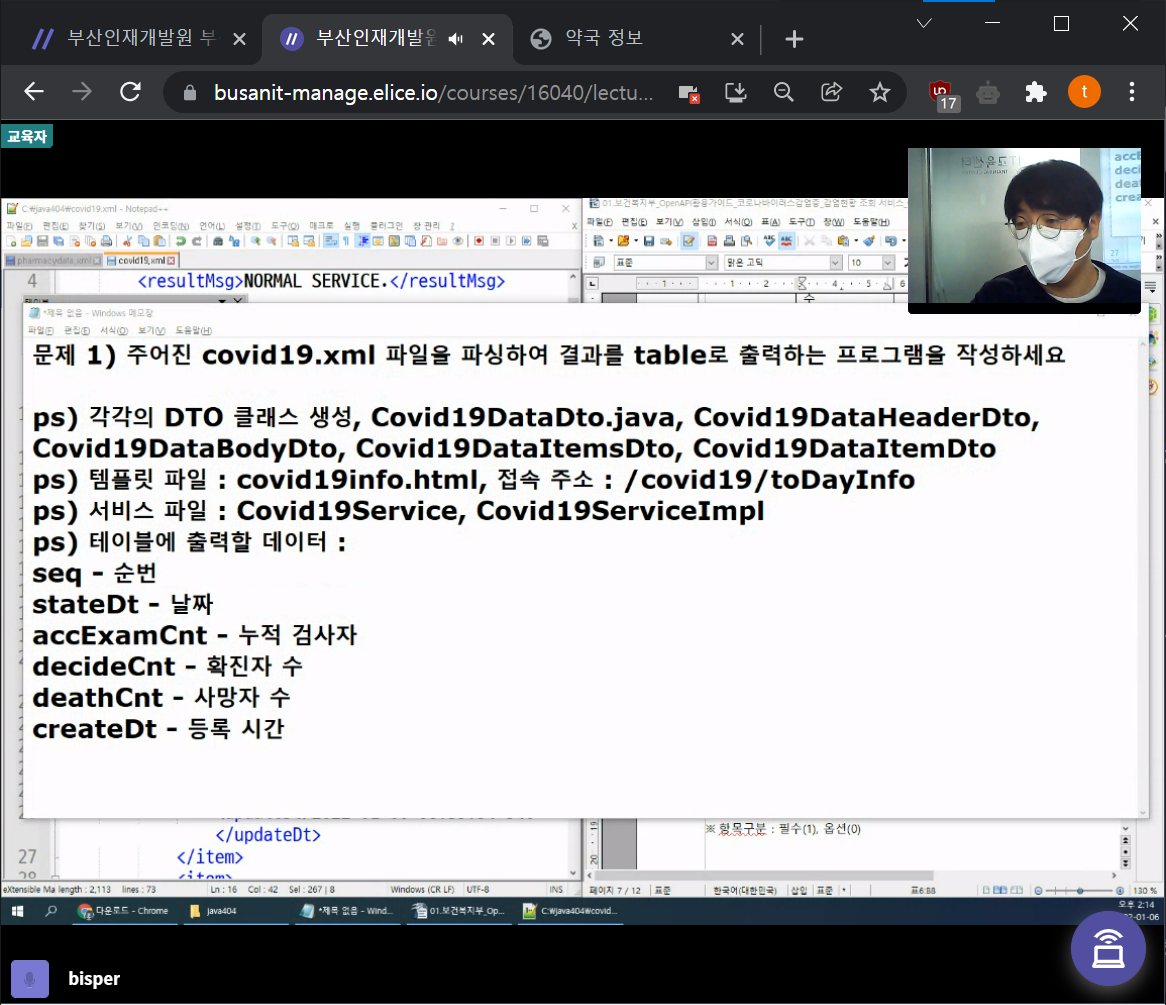 부산인재개발원 부
부산인재개발원
약국 정보
busanit-manage.elice.io/courses/16040/lectu...
17
t
교육자
C:\java404\covid19.xml - Notepad++
파일(F) 편집(E) 찾기(S) 보기(V) 인코딩(N) 언어(L) 설정(T) 도구(O) 매크로 실행 플러그인 창 관리 ?
pharmacydate.xml covid19.xml
4 <resultMsg>NORMAL SERVICE.</resultMsg>
01.보건복지부_OpenAPI활용가이드_코로나바이러스감염증_감염현황 조회 서비스
파일(F) 편집(E) 보기(V) 삽입(I) 서식(O) 표(A) 도구(T) 창(W) 도움말(H)
표준 맑은 고딕 10
수
*제목 없음 - Windows 메모장
파일(F) 편집(E) 서식(O) 보기(V) 도움말(H)
문제 1) 주어진 covid19.xml 파일을 파싱하여 결과를 table로 출력하는 프로그램을 작성하세요
ps) 각각의 DTO 클래스 생성, Covid19DataDto.java, Covid19DataHeaderDto,
Covid19DataBodyDto, Covid19DataItemsDto, Covid19DataItemDto
ps) 템플릿 파일 : covid19info.html, 접속 주소 : /covid19/toDayInfo
ps) 서비스 파일 : Covid19Service, Covid19ServiceImpl
ps) 테이블에 출력할 데이터 :
seq - 순번
stateDt - 날짜
accExamCnt - 누적 검사자
decideCnt - 확진자 수
deathCnt - 사망자 수
createDt - 등록 시간
</updateDt>
27 </item>
28 <item>
※ 항목구분 : 필수(1), 옵션(0)
eXtensible Ma length : 2,113 lines : 73 Ln : 16 Col : 42 Sel : 267 | 8 Windows (CR LF) UTF-8 INS
페이지 7 / 12 표준 한국어(대한민국) 삽입 표준 표6:B8 130 %
다운로드 - Chrome java404 *제목 없음 - Wind... 01.보건복지부_Op... C:\java404\covid...
오후 2:14
bisper